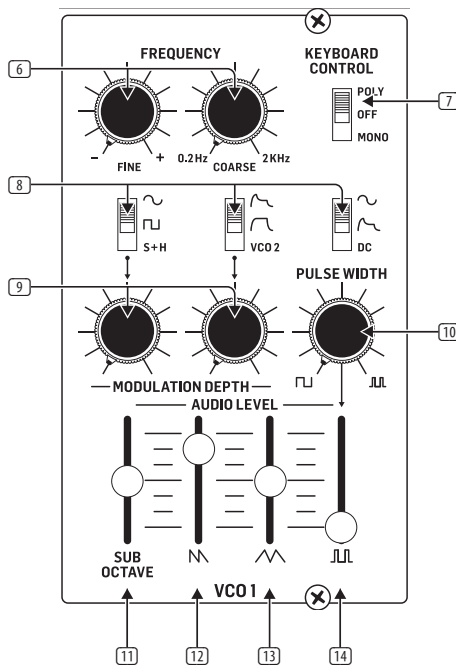 FREQUENCY
KEYBOARD
CONTROL
6
POLY
7
OFF
MONO
− FINE +
0.2Hz COARSE 2KHz
8
S+H
VCO 2
DC
9
PULSE WIDTH
10
MODULATION DEPTH
AUDIO LEVEL
SUB
OCTAVE
VCO 1
11 12 13 14